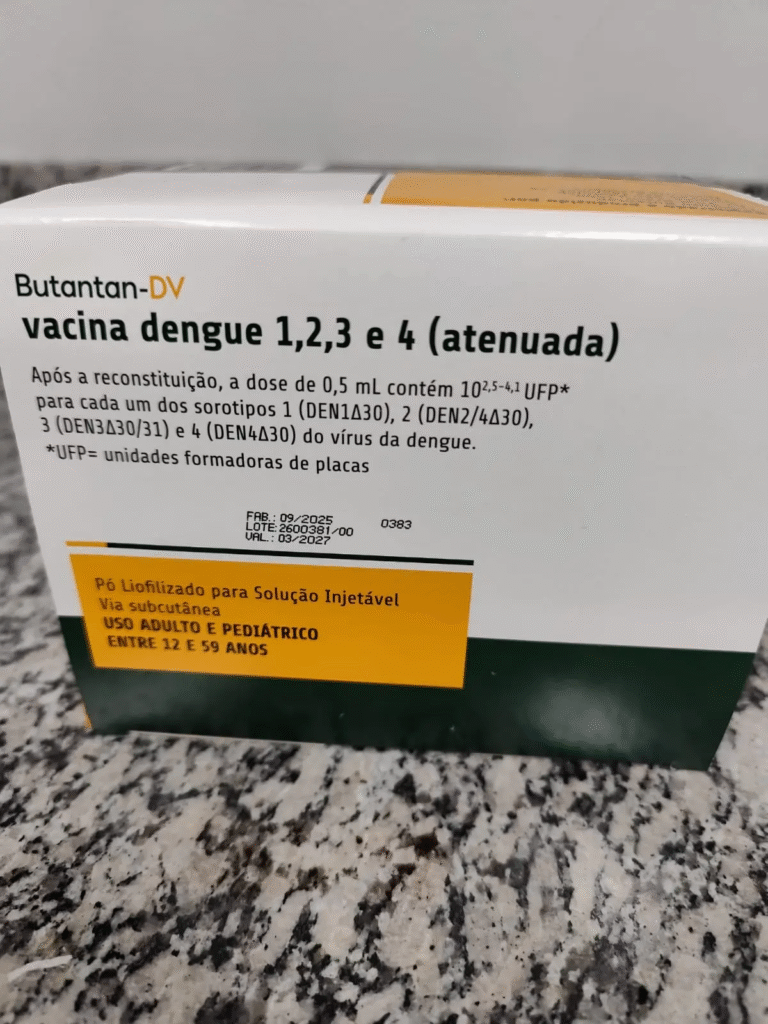 Butantan-DV
vacina dengue 1,2,3 e 4 (atenuada)
Após a reconstituição, a dose de 0,5 mL contém 10²,⁵⁻⁴,¹ UFP*
para cada um dos sorotipos 1 (DEN1Δ30), 2 (DEN2/4Δ30),
3 (DEN3Δ30/31) e 4 (DEN4Δ30) do vírus da dengue.
*UFP= unidades formadoras de placas
FAB.: 09/2025 0383
LOTE:2600381/00
VAL.: 03/2027
Pó Liofilizado para Solução Injetável
Via subcutânea
USO ADULTO E PEDIÁTRICO
ENTRE 12 E 59 ANOS